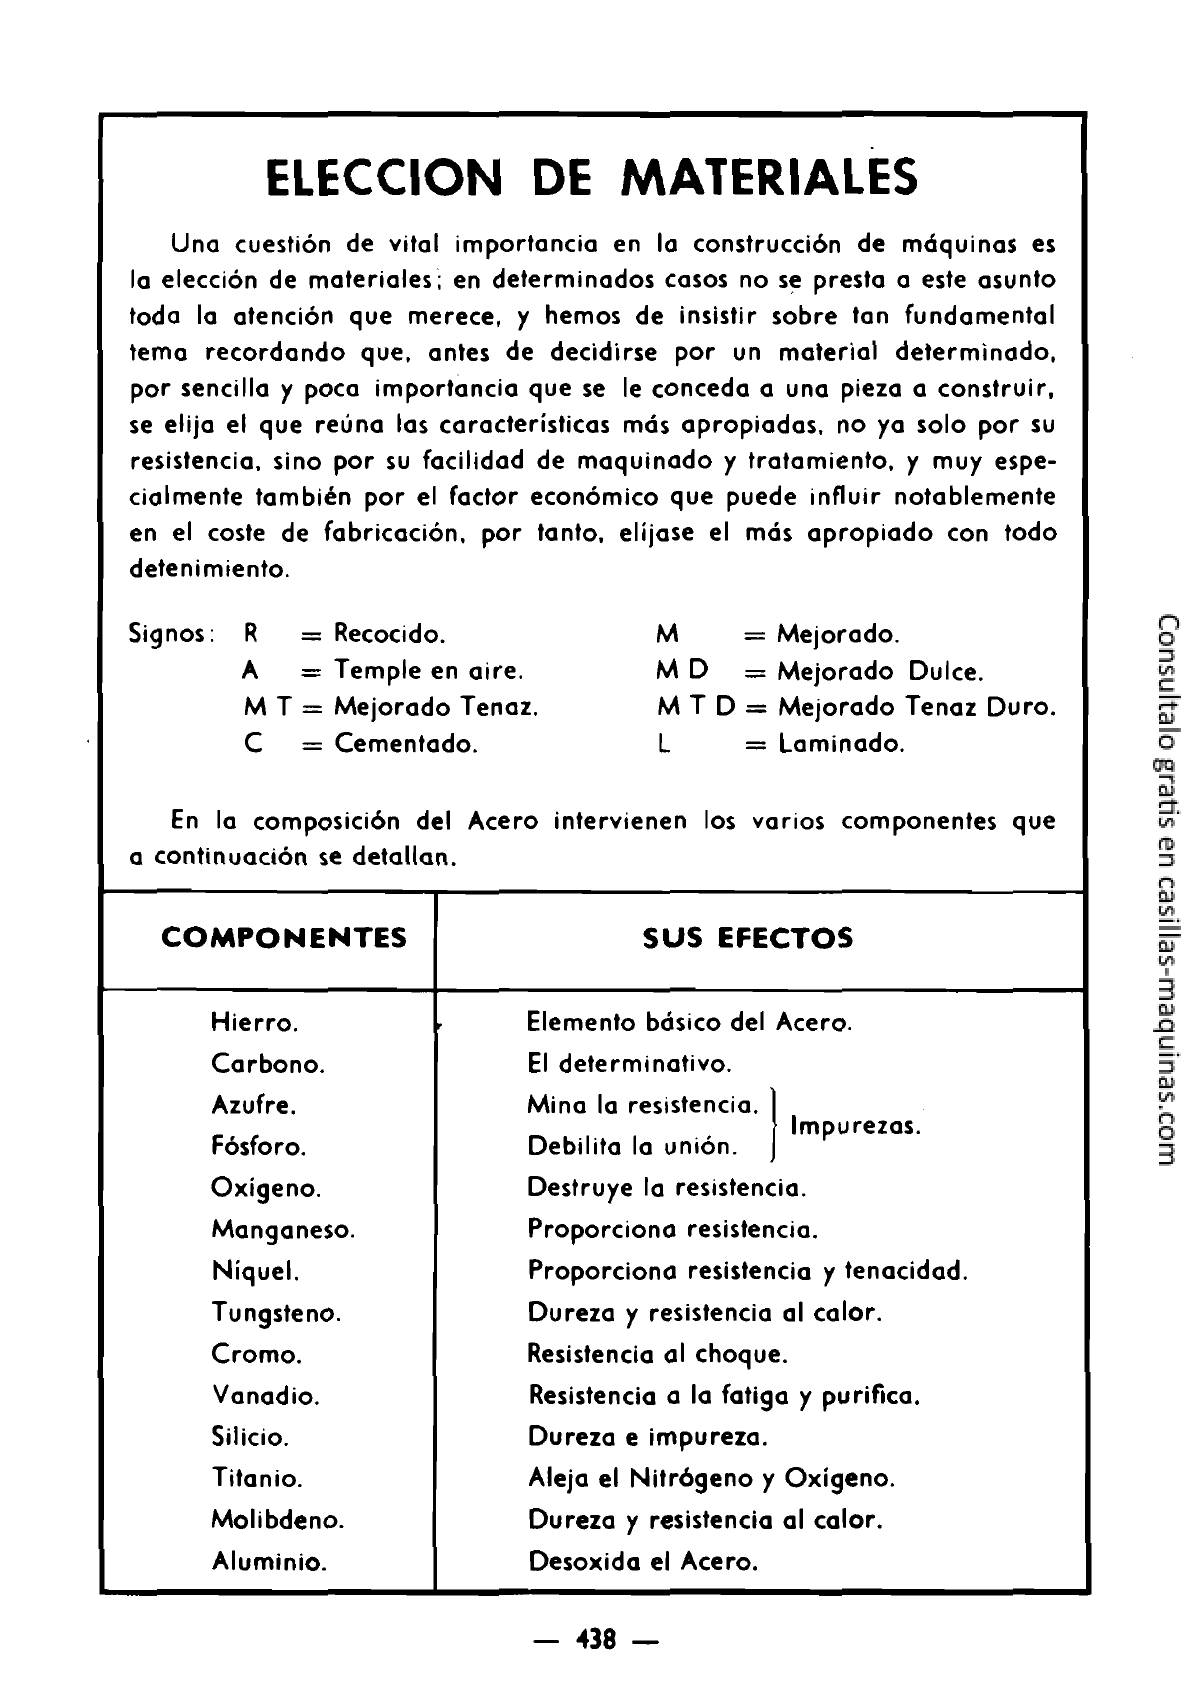 ELECCION DE MATERIALES
Una cuestión de vital importancia en la construcción de máquinas es
la elección de materiales; en determinados casos no se presta a este asunto
toda la atención que merece, y hemos de insistir sobre tan fundamental
tema recordando que, antes de decidirse por un material determinado,
por sencilla y poca importancia que se le conceda a una pieza a construir,
se elija el que reúna las características más apropiadas, no ya solo por su
resistencia, sino por su facilidad de maquinado y tratamiento, y muy espe-
cialmente también por el factor económico que puede influir notablemente
en el coste de fabricación, por tanto, elíjase el más apropiado con todo
detenimiento.
Signos: R = Recocido. M = Mejorado.
A = Temple en aire. M D = Mejorado Dulce.
M T = Mejorado Tenaz. M T D = Mejorado Tenaz Duro.
C = Cementado. L = Laminado.
En la composición del Acero intervienen los varios componentes que
a continuación se detallan.
COMPONENTES SUS EFECTOS
Hierro. Elemento básico del Acero.
Carbono. El determinativo.
Azufre. Mina la resistencia.
Impurezas.
Fósforo. Debilita la unión.
Oxígeno. Destruye la resistencia.
Manganeso. Proporciona resistencia.
Níquel. Proporciona resistencia y tenacidad.
Tungsteno. Dureza y resistencia al calor.
Cromo. Resistencia al choque.
Vanadio. Resistencia a la fatiga y purifica.
Silicio. Dureza e impureza.
Titanio. Aleja el Nitrógeno y Oxígeno.
Molibdeno. Dureza y resistencia al calor.
Aluminio. Desoxida el Acero.
— 438 —
Consultalo gratis en casillas-maquinas.com